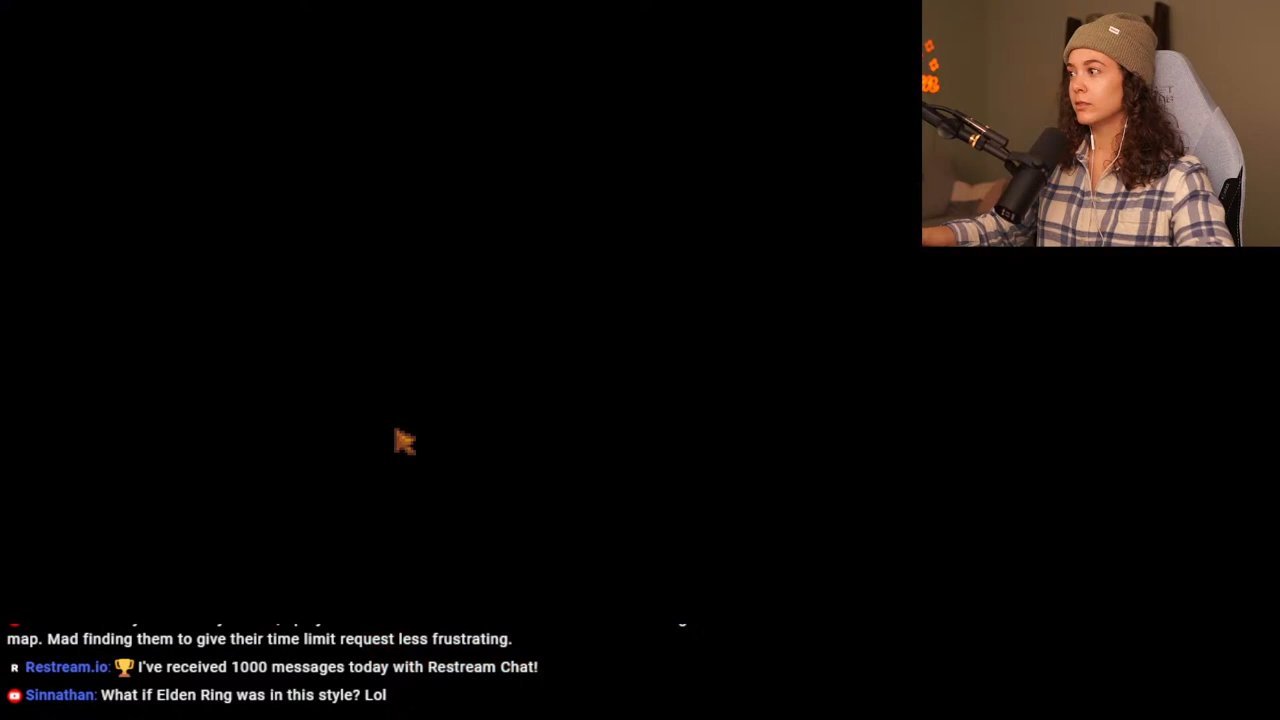 map. Mad finding them to give their time limit request less frustrating.
Restream.io: 🏆 I've received 1000 messages today with Restream Chat!
Sinnathan: What if Elden Ring was in this style? Lol